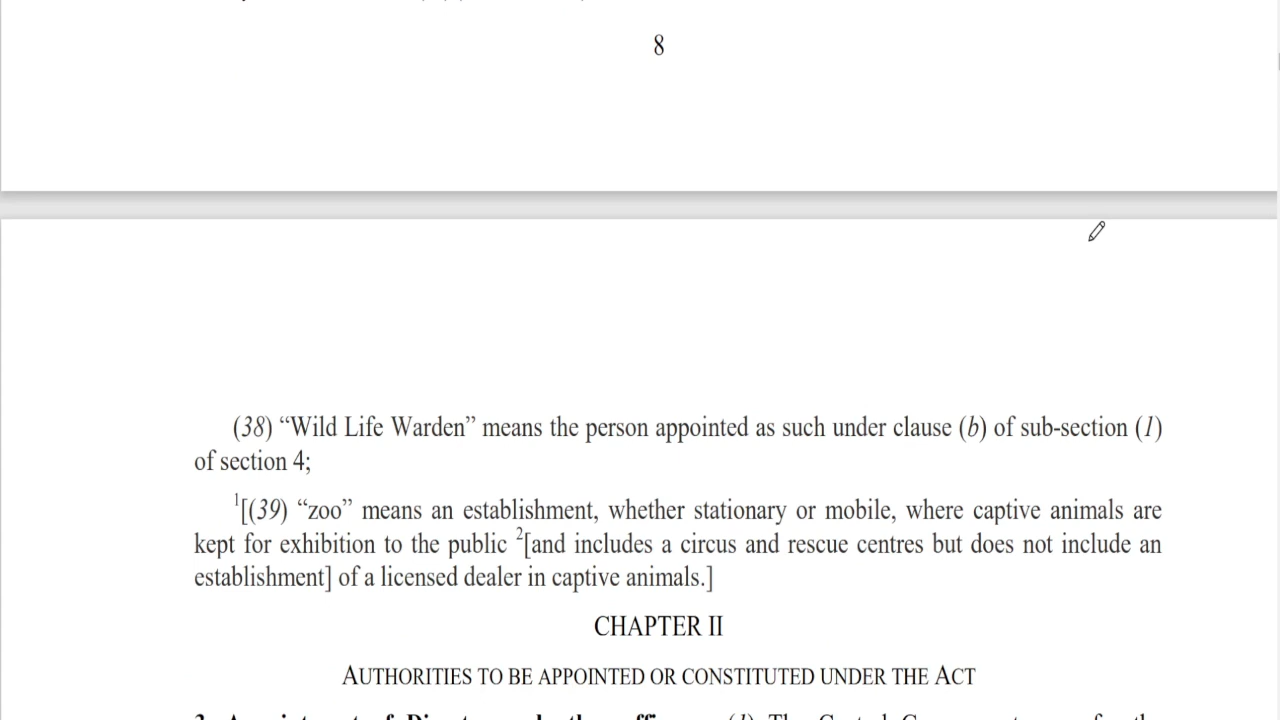 8
(38) “Wild Life Warden” means the person appointed as such under clause (b) of sub-section (1)
of section 4;
1[(39) “zoo” means an establishment, whether stationary or mobile, where captive animals are
kept for exhibition to the public 2[and includes a circus and rescue centres but does not include an
establishment] of a licensed dealer in captive animals.]
CHAPTER II
AUTHORITIES TO BE APPOINTED OR CONSTITUTED UNDER THE ACT